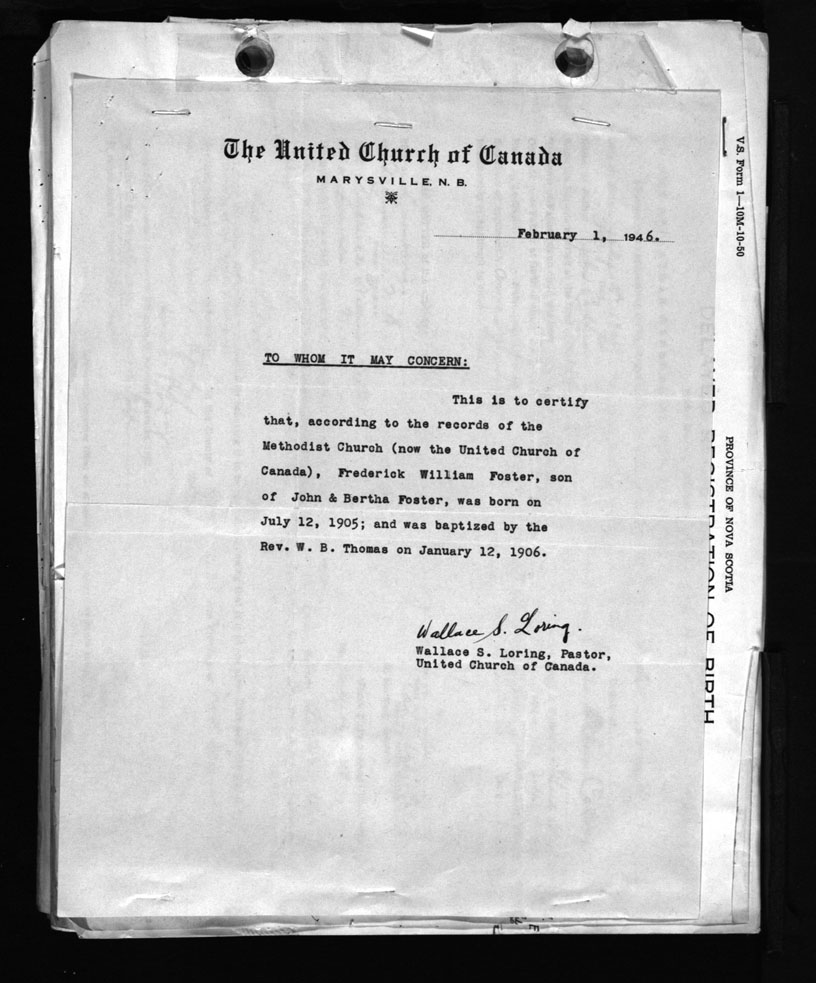 The United Church of Canada
MARYSVILLE, N. B.
February 1, 1946.
TO WHOM IT MAY CONCERN:
This is to certify
that, according to the records of the
Methodist Church (now the United Church of
Canada), Frederick William Foster, son
of John & Bertha Foster, was born on
July 12, 1905; and was baptized by the
Rev. W. B. Thomas on January 12, 1906.
Wallace S. Loring.
Wallace S. Loring, Pastor,
United Church of Canada.
V.S. Form 1—10M-10-50
PROVINCE OF NOVA SCOTIA
DELAYED REGISTRATION OF BIRTH